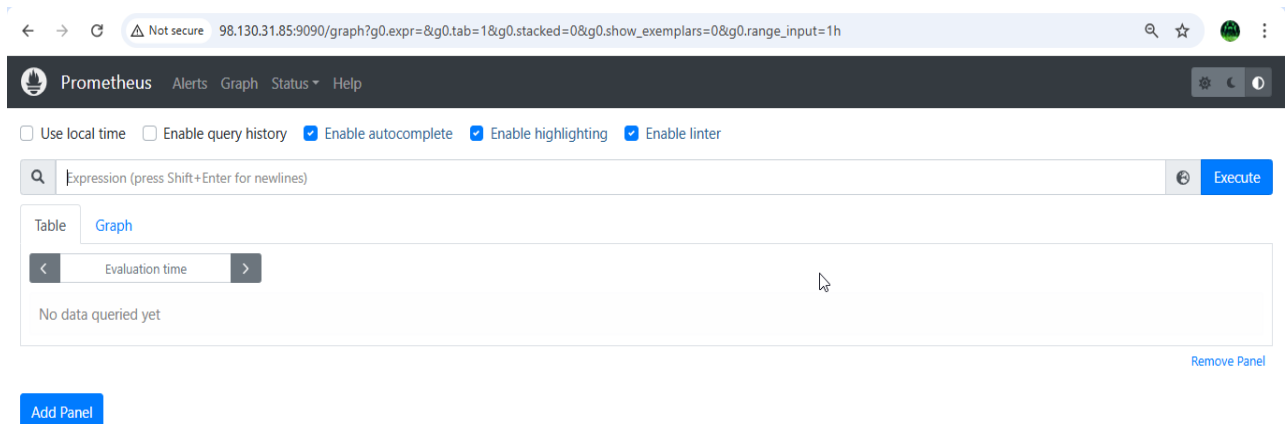 Not secure 98.130.31.85:9090/graph?g0.expr=&g0.tab=1&g0.stacked=0&g0.show_exemplars=0&g0.range_input=1h
Prometheus Alerts Graph Status Help
Use local time Enable query history Enable autocomplete Enable highlighting Enable linter
Expression (press Shift+Enter for newlines) Execute
Table Graph
Evaluation time
No data queried yet
Remove Panel
Add Panel